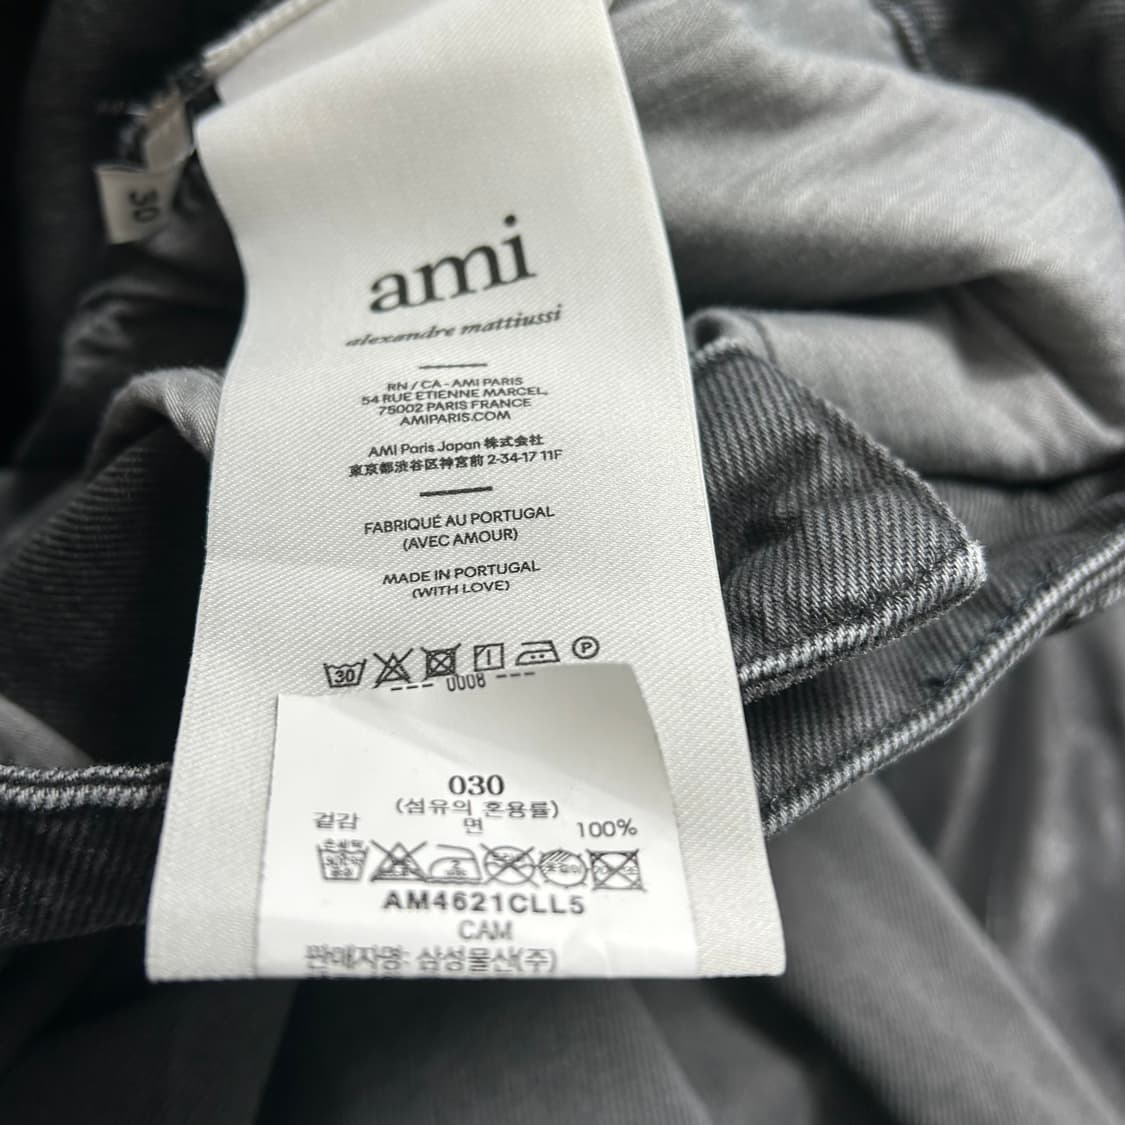 30
ami
alexandre mattiussi
RN / CA - AMI PARIS
54 RUE ETIENNE MARCEL,
75002 PARIS FRANCE
AMIPARIS.COM
AMI Paris Japan 株式会社
東京都渋谷区神宮前 2-34-17 11F
FABRIQUÉ AU PORTUGAL
(AVEC AMOUR)
MADE IN PORTUGAL
(WITH LOVE)
30 P
--- 0008 ---
030
(섬유의 혼용률)
겉감 면 100%
AM4621CLL5
CAM
판매자명: 삼성물산(주)